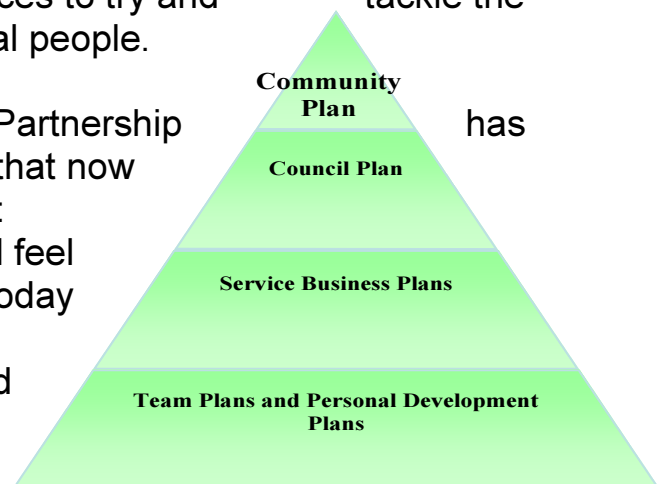 ces to try and tackle the
al people.
Community
Plan
Partnership has
that now
Council Plan
l feel
Service Business Plans
oday
Team Plans and Personal Development
Plans